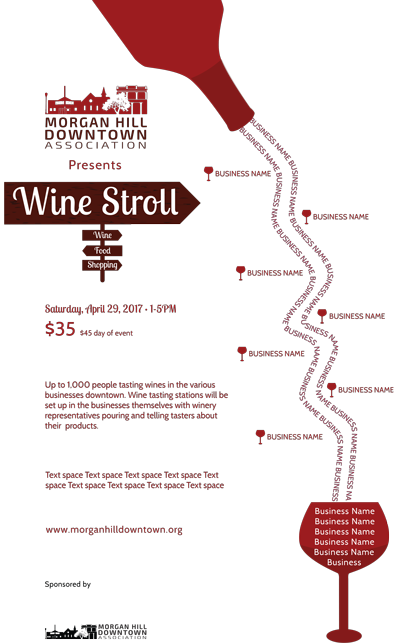 MORGAN HILL
DOWNTOWN
ASSOCIATION
Presents
Wine Stroll
Wine
Food
Shopping
Saturday, April 29, 2017 • 1-5PM
$35 $45 day of event
Up to 1,000 people tasting wines in the various
businesses downtown. Wine tasting stations will be
set up in the businesses themselves with winery
representatives pouring and telling tasters about
their products.
Text space Text space Text space Text space Text
space Text space Text space Text space Text space
www.morganhilldowntown.org
Sponsored by
MORGAN HILL
DOWNTOWN
ASSOCIATION
BUSINESS NAME
BUSINESS NAME
BUSINESS NAME
BUSINESS NAME
BUSINESS NAME
BUSINESS NAME
BUSINESS NAME
BUSINESS NAME BUSINESS NAME BUSINESS NAME BUSINESS NAME BUSINESS NAME BUSINESS NAME BUSINESS NA
BUSINESS NAME BUSINESS NAME BUSINESS NAME BUSINESS NAME BUSINESS NAME BUSINESS NAME BUSINESS
Business Name
Business Name
Business Name
Business Name
Business Name
Business